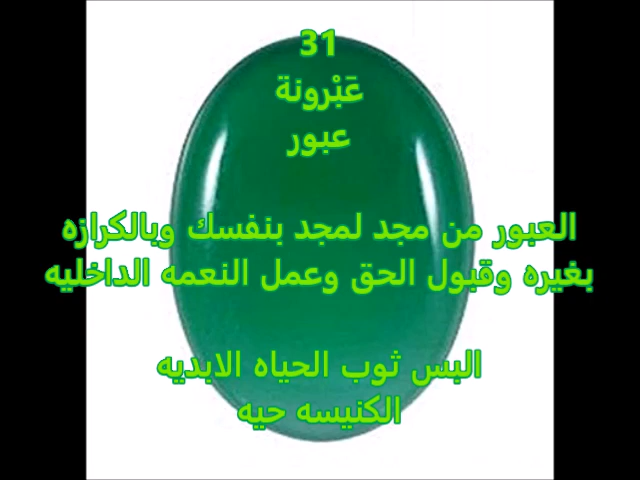 31
عَبْرونة
عبور
العبور من مجد لمجد بنفسك وبالكرازه
بغيره وقبول الحق وعمل النعمه الداخليه
البس ثوب الحياه الابديه
الكنيسه حيه